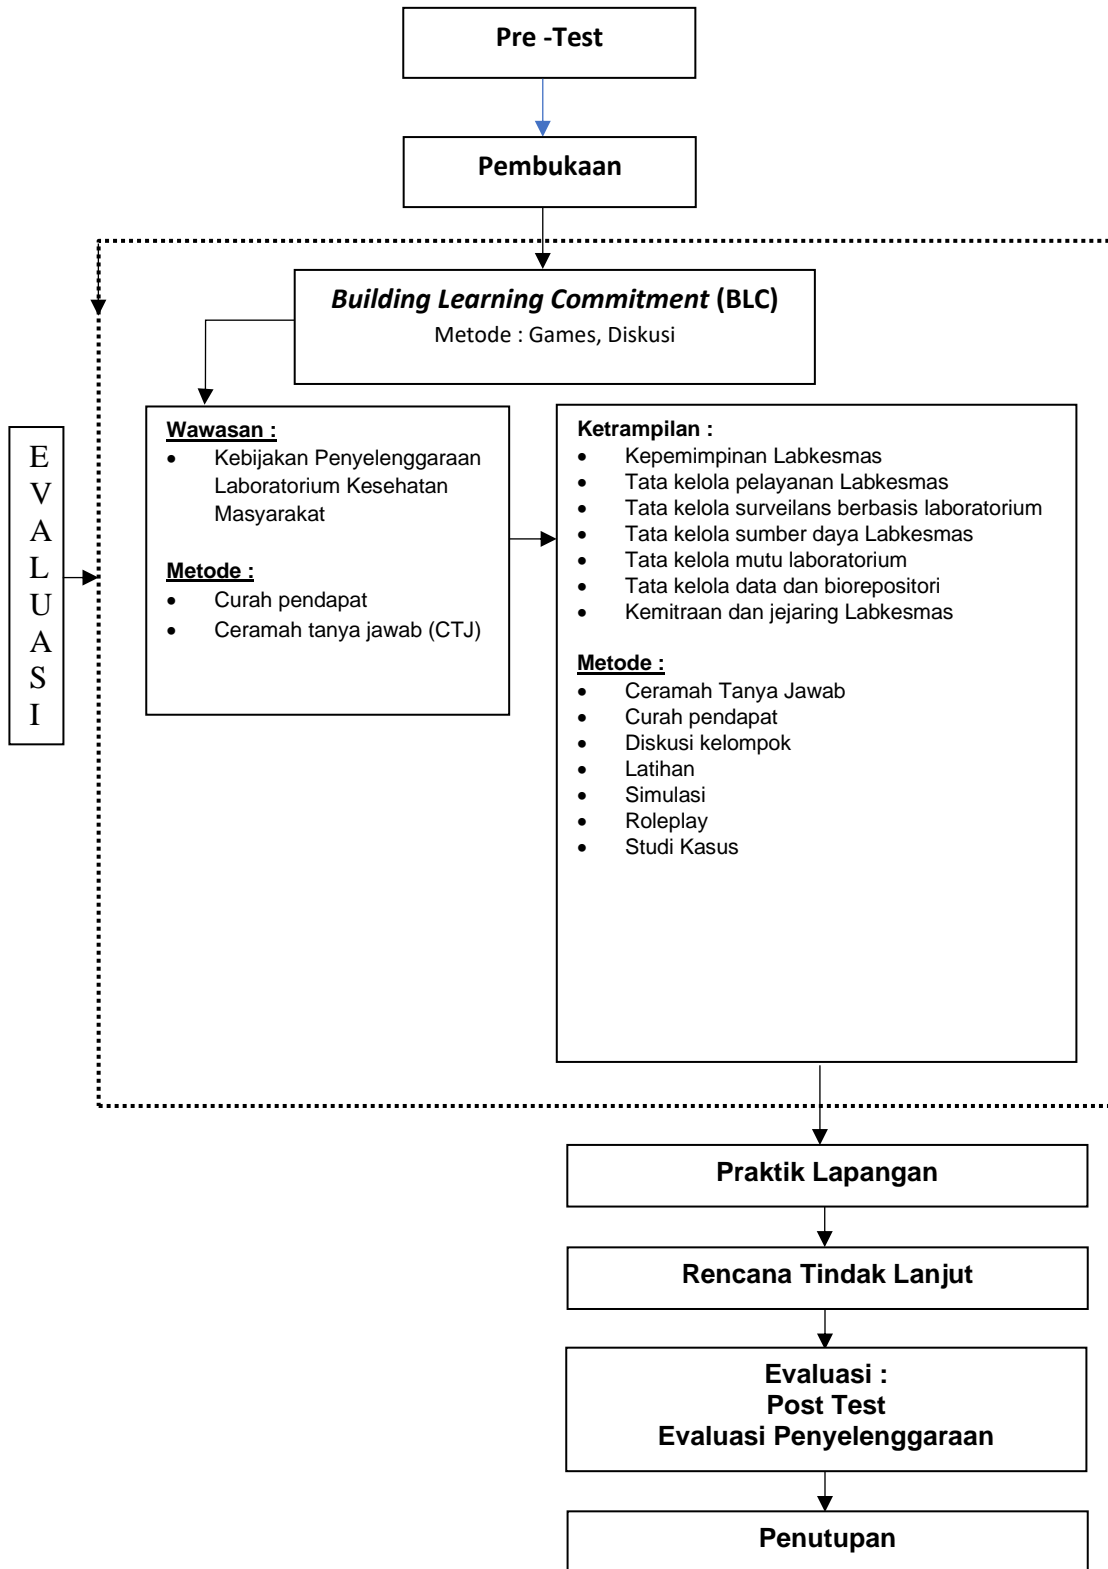 Pre -Test
Pembukaan
Building Learning Commitment (BLC)
Metode : Games, Diskusi
E
V
A
L
U
A
S
I
Wawasan :
• Kebijakan Penyelenggaraan
Laboratorium Kesehatan
Masyarakat
Metode :
• Curah pendapat
• Ceramah tanya jawab (CTJ)
Ketrampilan :
• Kepemimpinan Labkesmas
• Tata kelola pelayanan Labkesmas
• Tata kelola surveilans berbasis laboratorium
• Tata kelola sumber daya Labkesmas
• Tata kelola mutu laboratorium
• Tata kelola data dan biorepositori
• Kemitraan dan jejaring Labkesmas
Metode :
• Ceramah Tanya Jawab
• Curah pendapat
• Diskusi kelompok
• Latihan
• Simulasi
• Roleplay
• Studi Kasus
Praktik Lapangan
Rencana Tindak Lanjut
Evaluasi :
Post Test
Evaluasi Penyelenggaraan
Penutupan